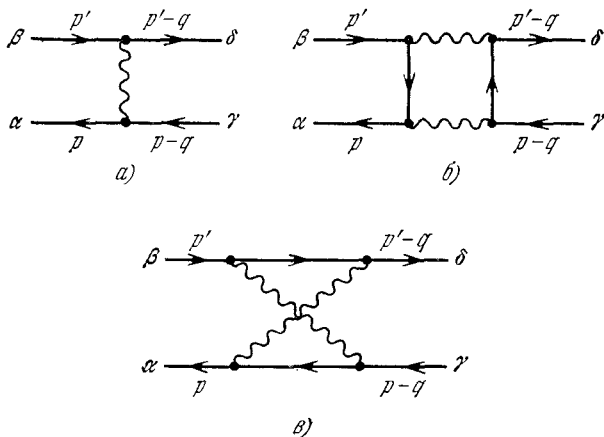 β p′ p′−q δ
α p p−q γ
а)
β p′ p′−q δ
α p p−q γ
б)
β p′ p′−q δ
α p p−q γ
в)